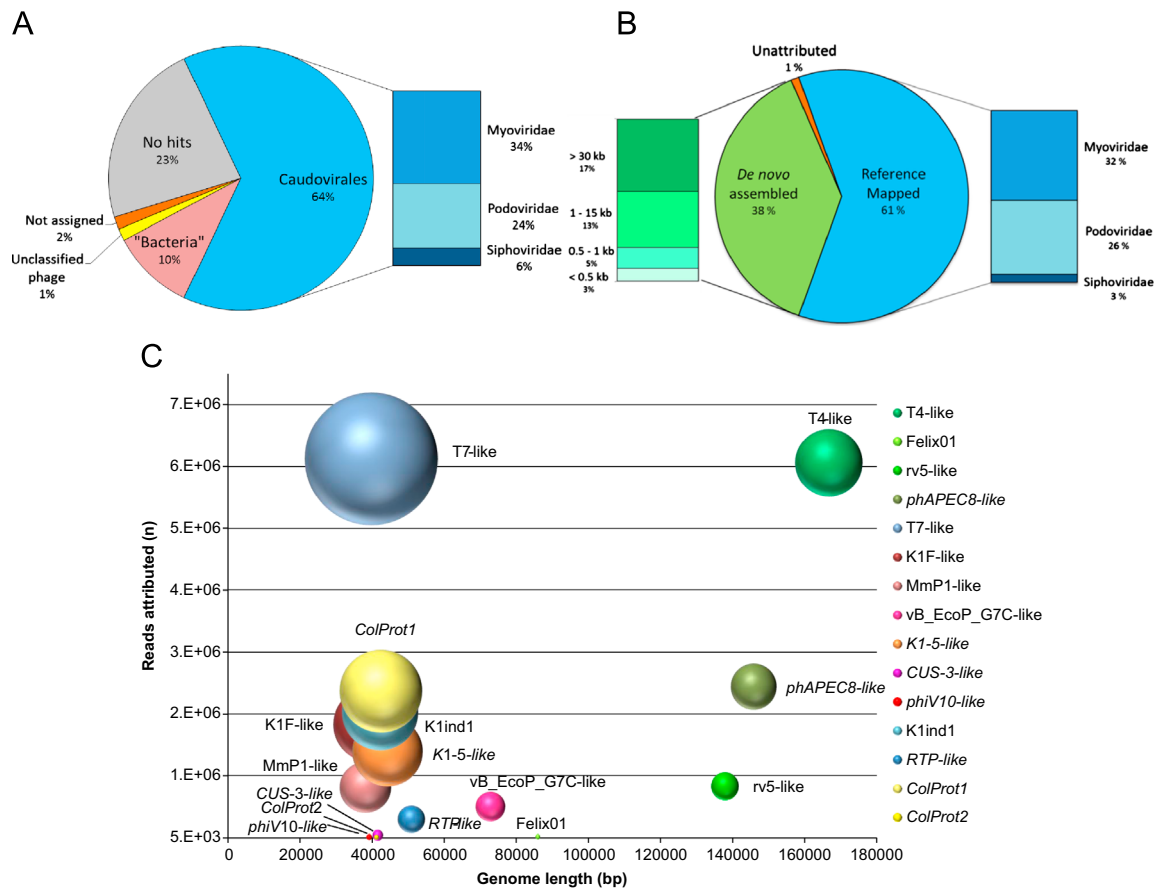 A
No hits
23%
Caudovirales
64%
Not assigned
2%
"Bacteria"
10%
Unclassified
phage
1%
Myoviridae
34%
Podoviridae
24%
Siphoviridae
6%
B
Unattributed
1 %
> 30 kb
17%
1 - 15 kb
13%
0.5 - 1 kb
5%
< 0.5 kb
3%
De novo
assembled
38 %
Reference
Mapped
61 %
Myoviridae
32 %
Podoviridae
26 %
Siphoviridae
3 %
C
Reads attributed (n)
7.E+06
6.E+06
5.E+06
4.E+06
3.E+06
2.E+06
1.E+06
5.E+03
T7-like
T4-like
ColProt1
K1F-like
K1ind1
K1-5-like
phAPEC8-like
MmP1-like
vB_EcoP_G7C-like
rv5-like
CUS-3-like
ColProt2
phiV10-like
RTPlike
Felix01
0
20000
40000
60000
80000
100000
120000
140000
160000
180000
Genome length (bp)
T4-like
Felix01
rv5-like
phAPEC8-like
T7-like
K1F-like
MmP1-like
vB_EcoP_G7C-like
K1-5-like
CUS-3-like
phiV10-like
K1ind1
RTP-like
ColProt1
ColProt2